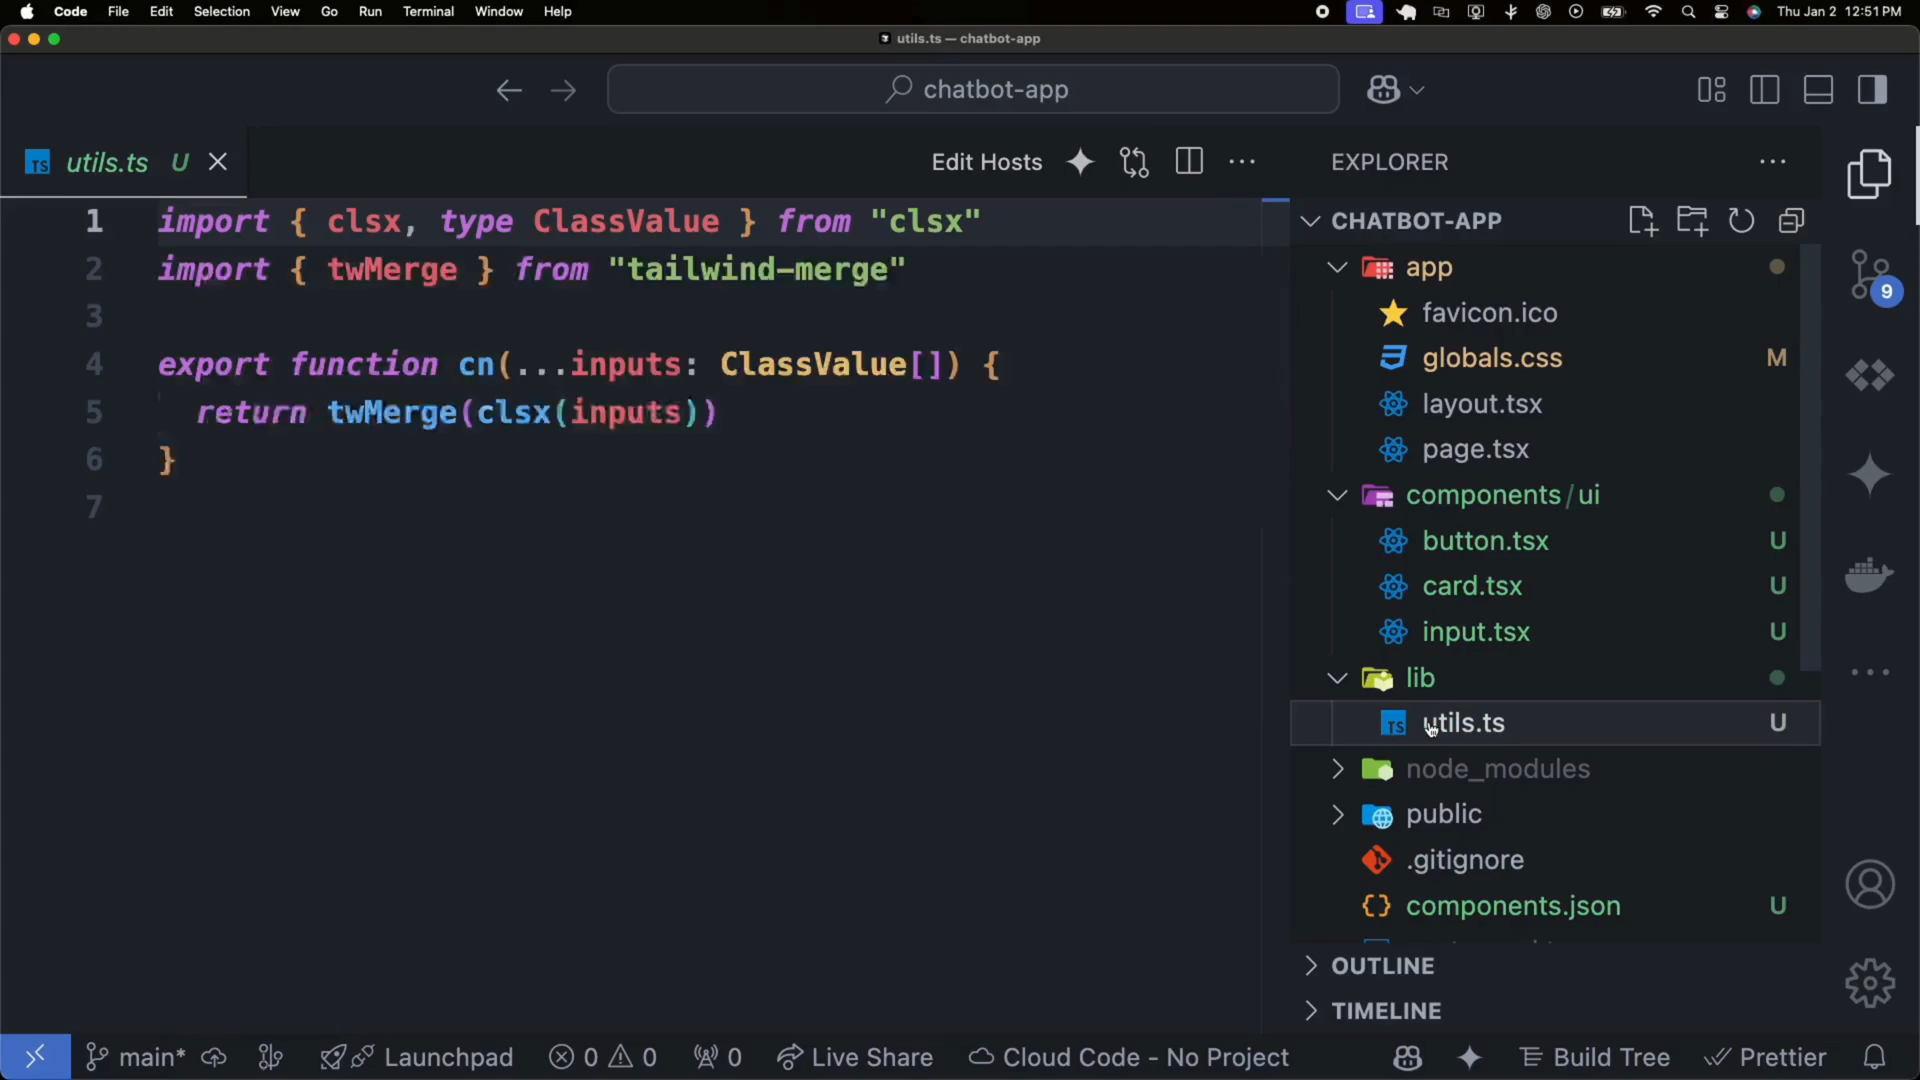 Code File Edit Selection View Go Run Terminal Window Help Thu Jan 2 12:51 PM
utils.ts — chatbot-app
chatbot-app
TS utils.ts U
Edit Hosts
1 import { clsx, type ClassValue } from "clsx"
2 import { twMerge } from "tailwind-merge"
3
4 export function cn(...inputs: ClassValue[]) {
5 return twMerge(clsx(inputs))
6 }
7
EXPLORER
CHATBOT-APP
app
favicon.ico
globals.css M
layout.tsx
page.tsx
components/ui
button.tsx U
card.tsx U
input.tsx U
lib
TS utils.ts U
node_modules
public
.gitignore
components.json U
OUTLINE
TIMELINE
9
main* Launchpad 0 0 0 Live Share Cloud Code - No Project Build Tree Prettier